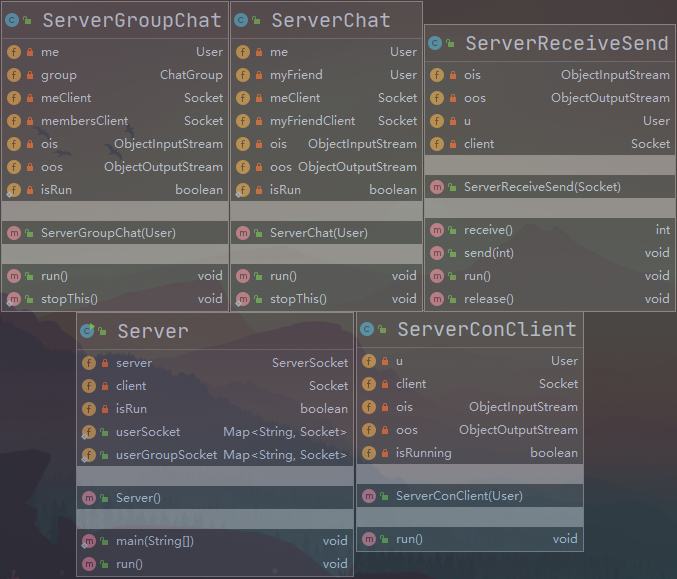 ServerGroupChat
me User
group ChatGroup
meClient Socket
membersClient Socket
ois ObjectInputStream
oos ObjectOutputStream
isRun boolean
ServerGroupChat(User)
run() void
stopThis() void
ServerChat
me User
myFriend User
meClient Socket
myFriendClient Socket
ois ObjectInputStream
oos ObjectOutputStream
isRun boolean
ServerChat(User)
run() void
stopThis() void
ServerReceiveSend
ois ObjectInputStream
oos ObjectOutputStream
u User
client Socket
ServerReceiveSend(Socket)
receive() int
send(int) void
run() void
release() void
Server
server ServerSocket
client Socket
isRun boolean
userSocket Map<String, Socket>
userGroupSocket Map<String, Socket>
Server()
main(String[]) void
run() void
ServerConClient
u User
client Socket
ois ObjectInputStream
oos ObjectOutputStream
isRunning boolean
ServerConClient(User)
run() void